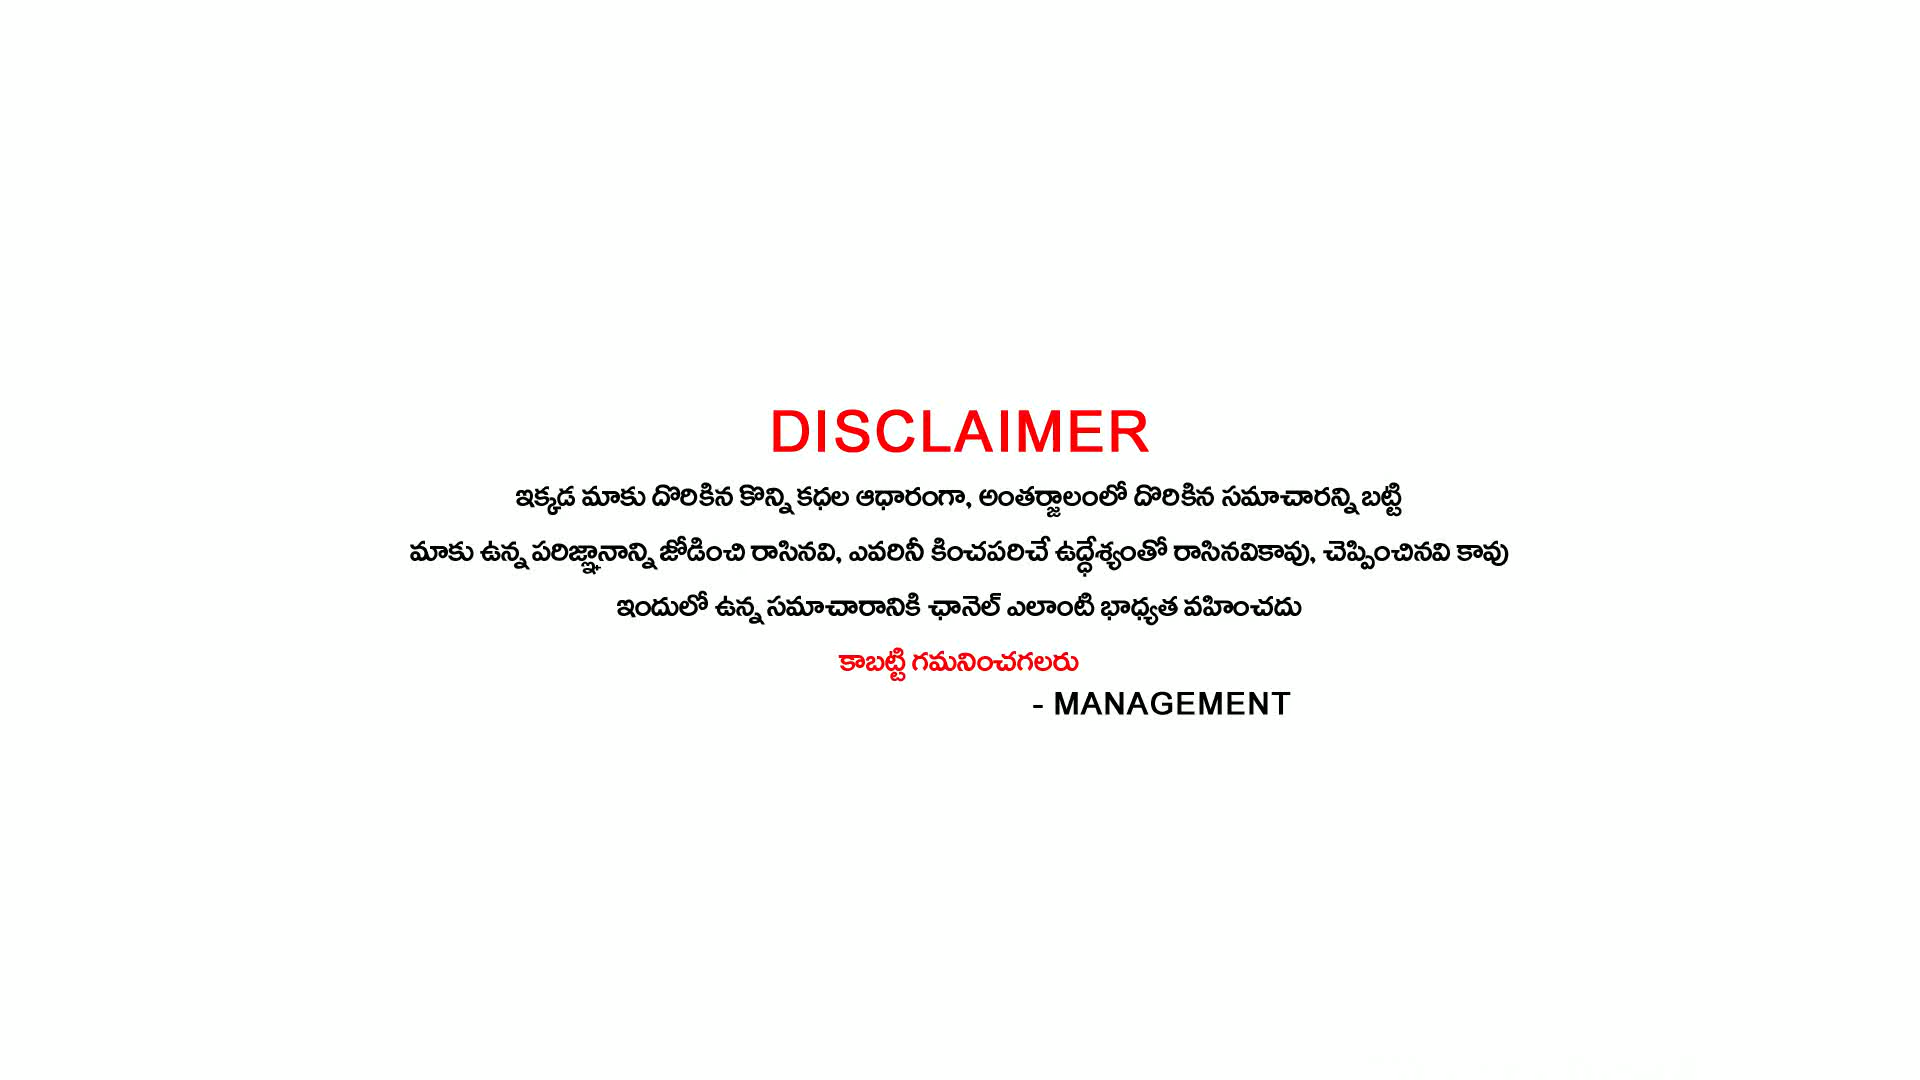 DISCLAIMER
ఇక్కడ మాకు దొరికిన కొన్ని కధల ఆధారంగా, అంతర్జాలంలో దొరికిన సమాచారన్ని బట్టి
మాకు ఉన్న పరిజ్ఞానాన్ని జోడించి రాసినవి, ఎవరినీ కించపరిచే ఉద్ధేశ్యంతో రాసినవికావు, చెప్పించినవి కావు
ఇందులో ఉన్న సమాచారానికి ఛానెల్ ఎలాంటి భాధ్యత వహించదు
కాబట్టి గమనించగలరు
- MANAGEMENT